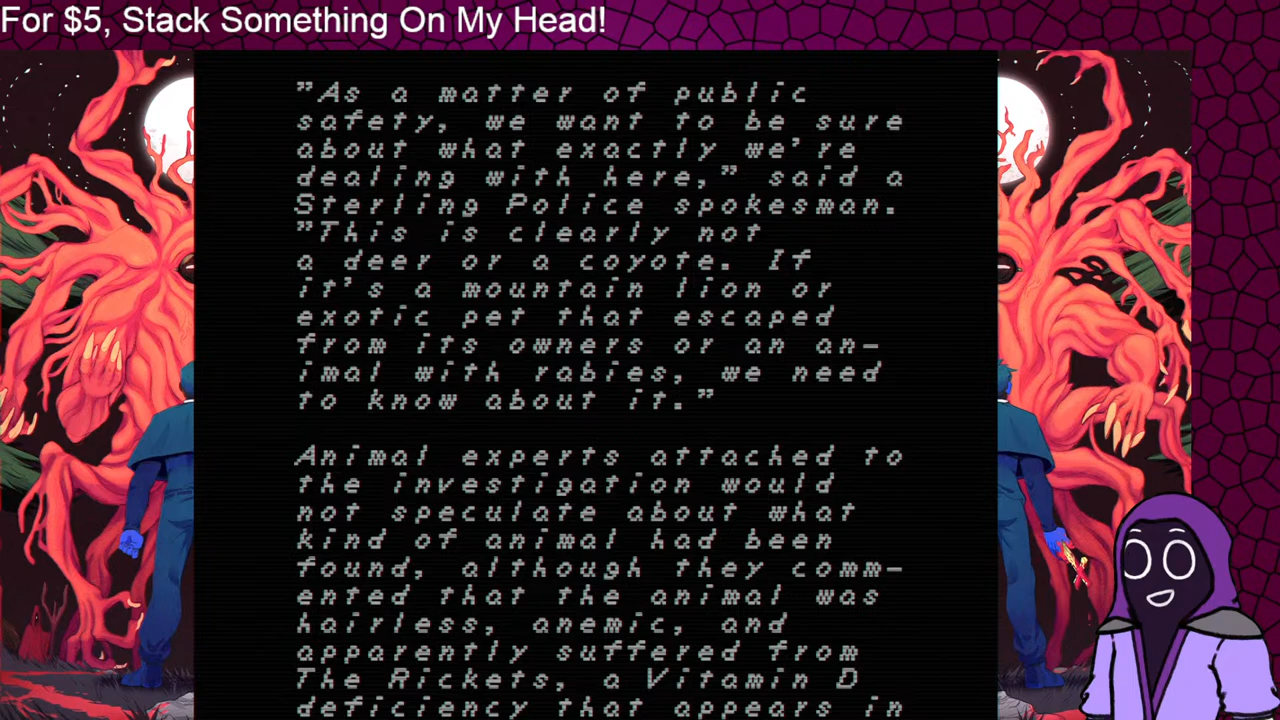 For $5, Stack Something On My Head!
"As a matter of public
safety, we want to be sure
about what exactly we're
dealing with here," said a
Sterling Police spokesman.
"This is clearly not
a deer or a coyote. If
it's a mountain lion or
exotic pet that escaped
from its owners or an an-
imal with rabies, we need
to know about it."
Animal experts attached to
the investigation would
not speculate about what
kind of animal had been
found, although they comm-
ented that the animal was
hairless, anemic, and
apparently suffered from
The Rickets, a Vitamin D
deficiency that appears in